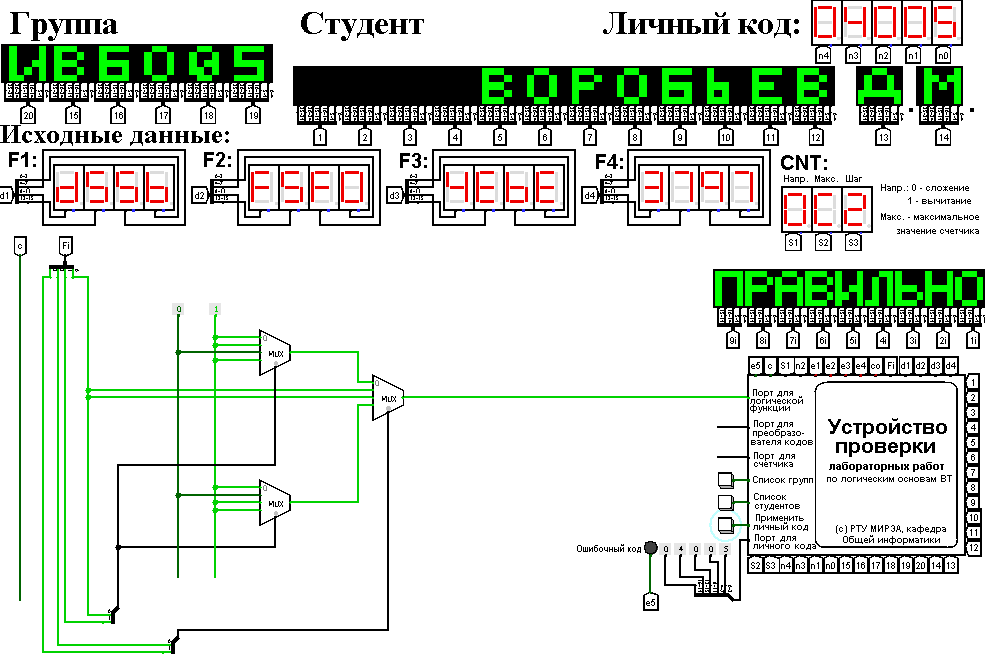 Группа
Студент
Личный код:
04005
n4 n3 n2 n1 n0
ИВБО05
ВОРОБЬЕВ Д. М.
20 15 16 17 18 19
1 2 3 4 5 6 7 8 9 10 11 12 13 14
Исходные данные:
F1: F2: F3: F4: CNT:
Напр. Макс. Шаг
d1 d2 d3 d4
0C2
S1 S2 S3
Напр.: 0 - сложение
1 - вычитание
Макс. - максимальное
значение счетчика
c Fi
ПРАВИЛЬНО
9i 8i 7i 6i 5i 4i 3i 2i 1i
0 1
MUX
MUX
MUX
e5 c S1 n2 e1 e2 e3 e4 co Fi d1 d2 d3 d4
Порт для
логической
функции
Порт для
преобразо-
вателя кодов
Порт для
счётчика
Список групп
Список
студентов
Применить
личный код
Порт для
личного кода
Устройство
проверки
лабораторных работ
по логическим основам ВТ
(с) РТУ МИРЭА, кафедра
Общей информатики
1
2
3
4
5
6
7
8
9
10
11
12
S2 S3 n4 n3 n1 n0 15 16 17 18 19 20 14 13
Ошибочный код 0 4 0 0 5
e5